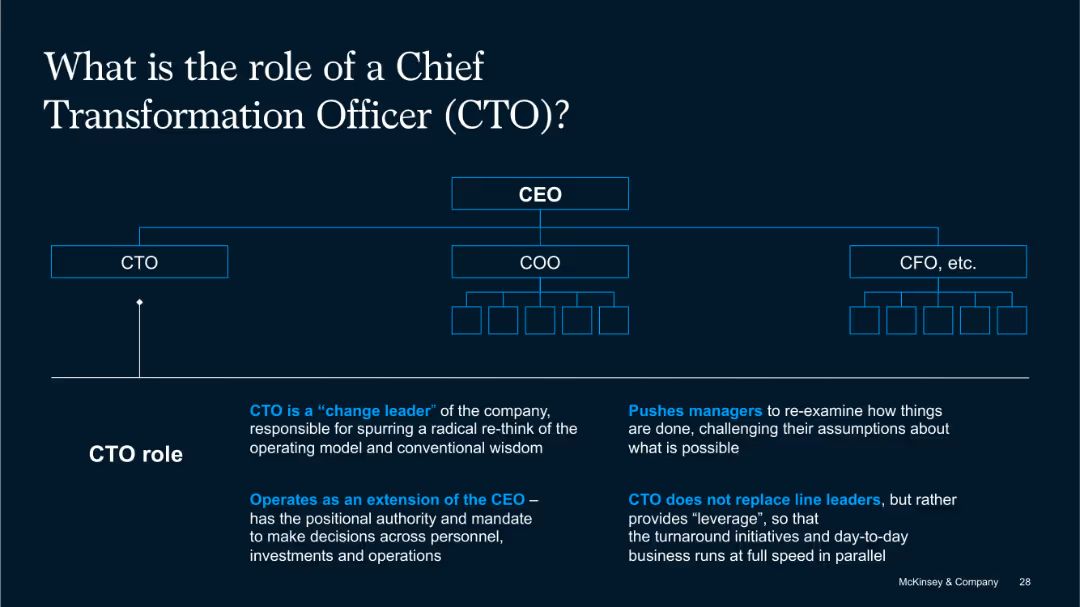 What is the role of a Chief
Transformation Officer (CTO)?
CEO
CTO
COO
CFO, etc.
CTO role
CTO is a “change leader” of the company,
responsible for spurring a radical re-think of the
operating model and conventional wisdom
Pushes managers to re-examine how things
are done, challenging their assumptions about
what is possible
Operates as an extension of the CEO –
has the positional authority and mandate
to make decisions across personnel,
investments and operations
CTO does not replace line leaders, but rather
provides “leverage”, so that
the turnaround initiatives and day-to-day
business runs at full speed in parallel
McKinsey & Company 28